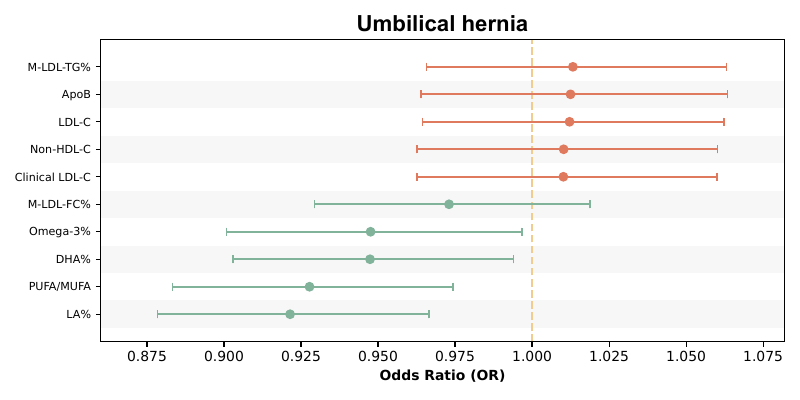 Umbilical hernia
M-LDL-TG%
ApoB
LDL-C
Non-HDL-C
Clinical LDL-C
M-LDL-FC%
Omega-3%
DHA%
PUFA/MUFA
LA%
0.875 0.900 0.925 0.950 0.975 1.000 1.025 1.050 1.075
Odds Ratio (OR)